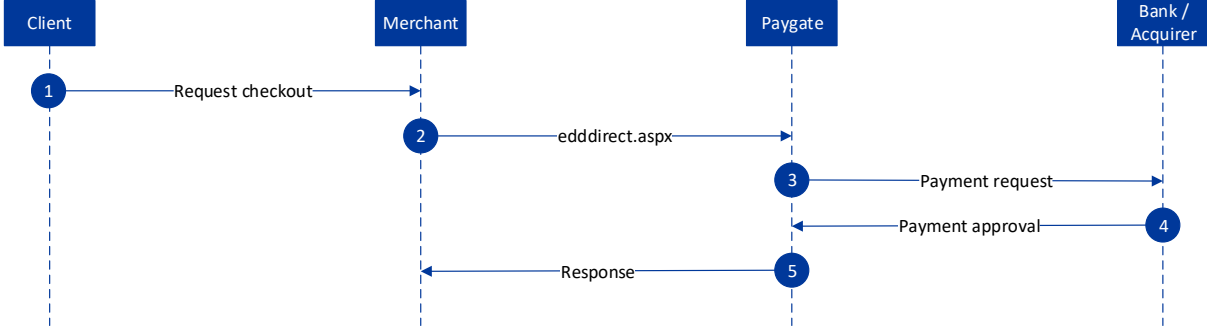 Client
Merchant
Paygate
Bank /
Acquirer
1
Request checkout
2
edddirect.aspx
3
Payment request
Payment approval
4
Response
5